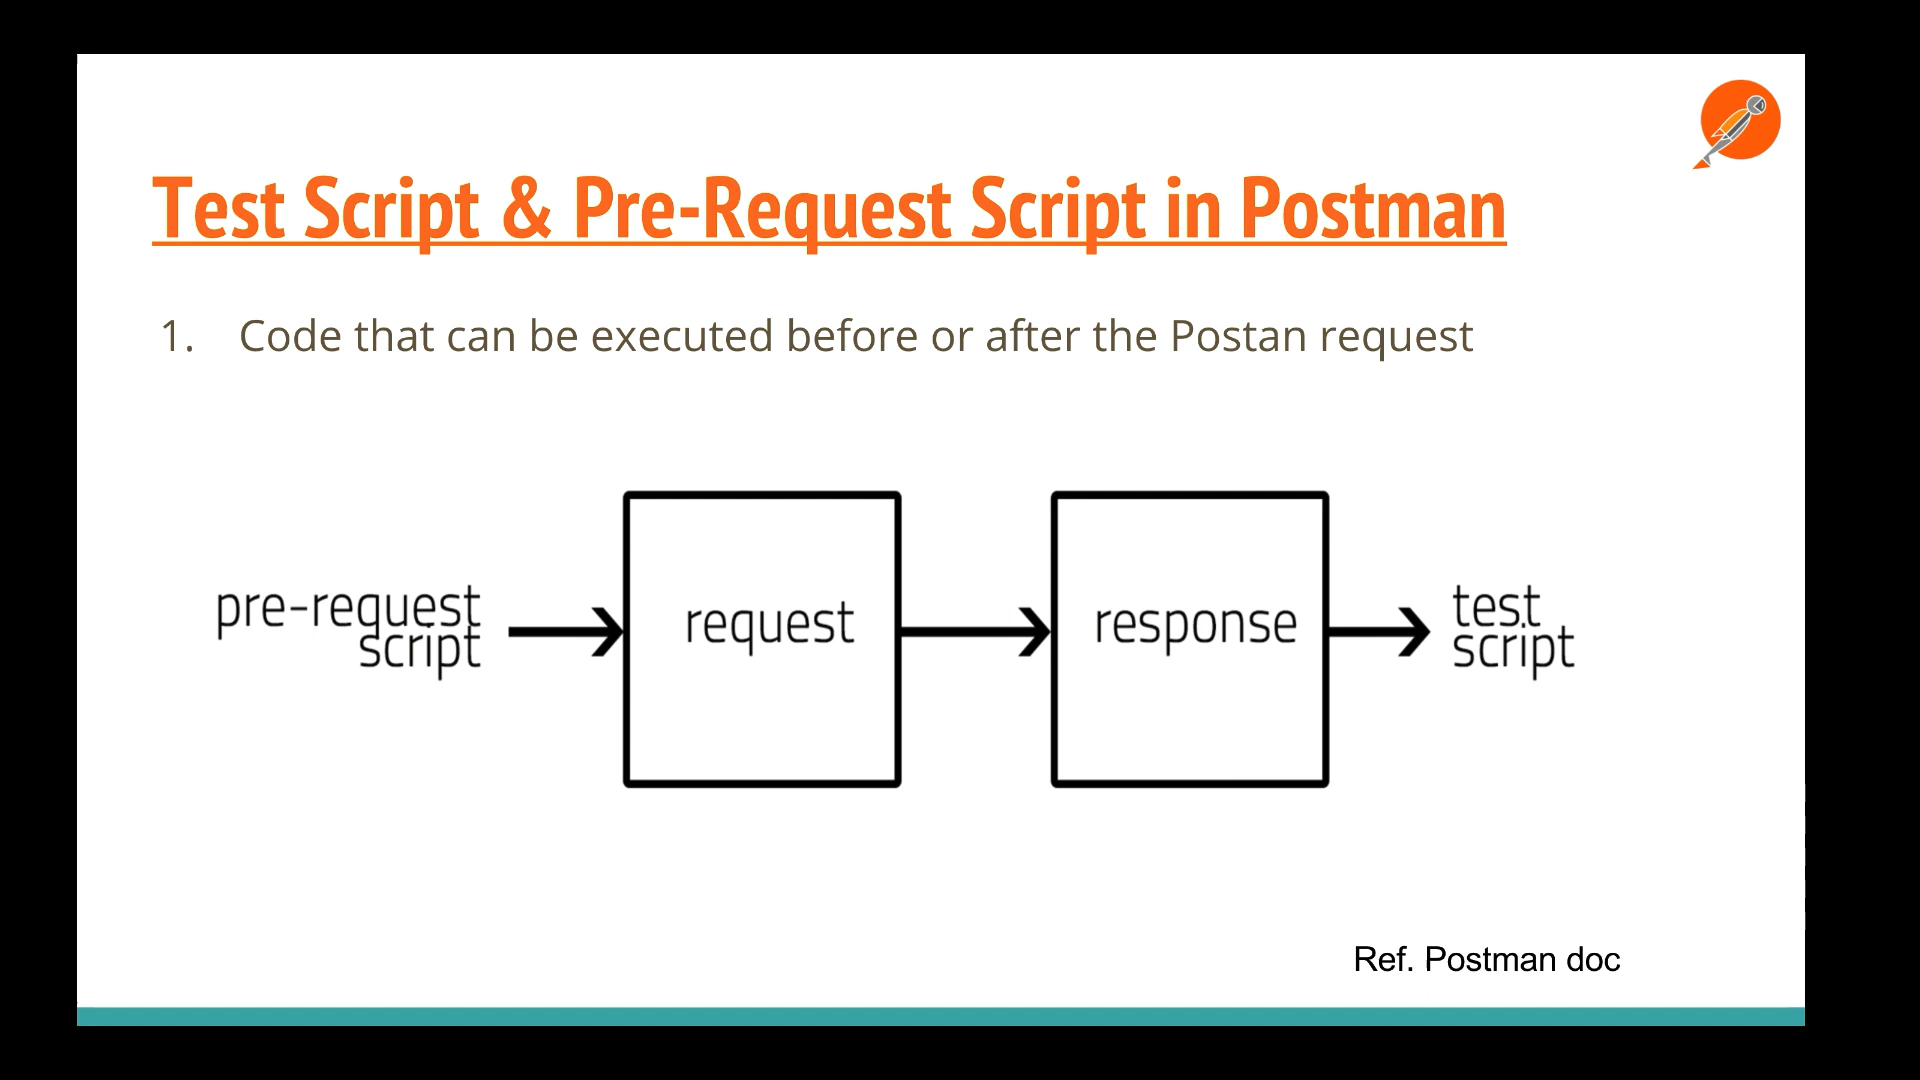 Test Script & Pre-Request Script in Postman
1. Code that can be executed before or after the Postan request
pre-request
script
request
response
test
script
Ref. Postman doc